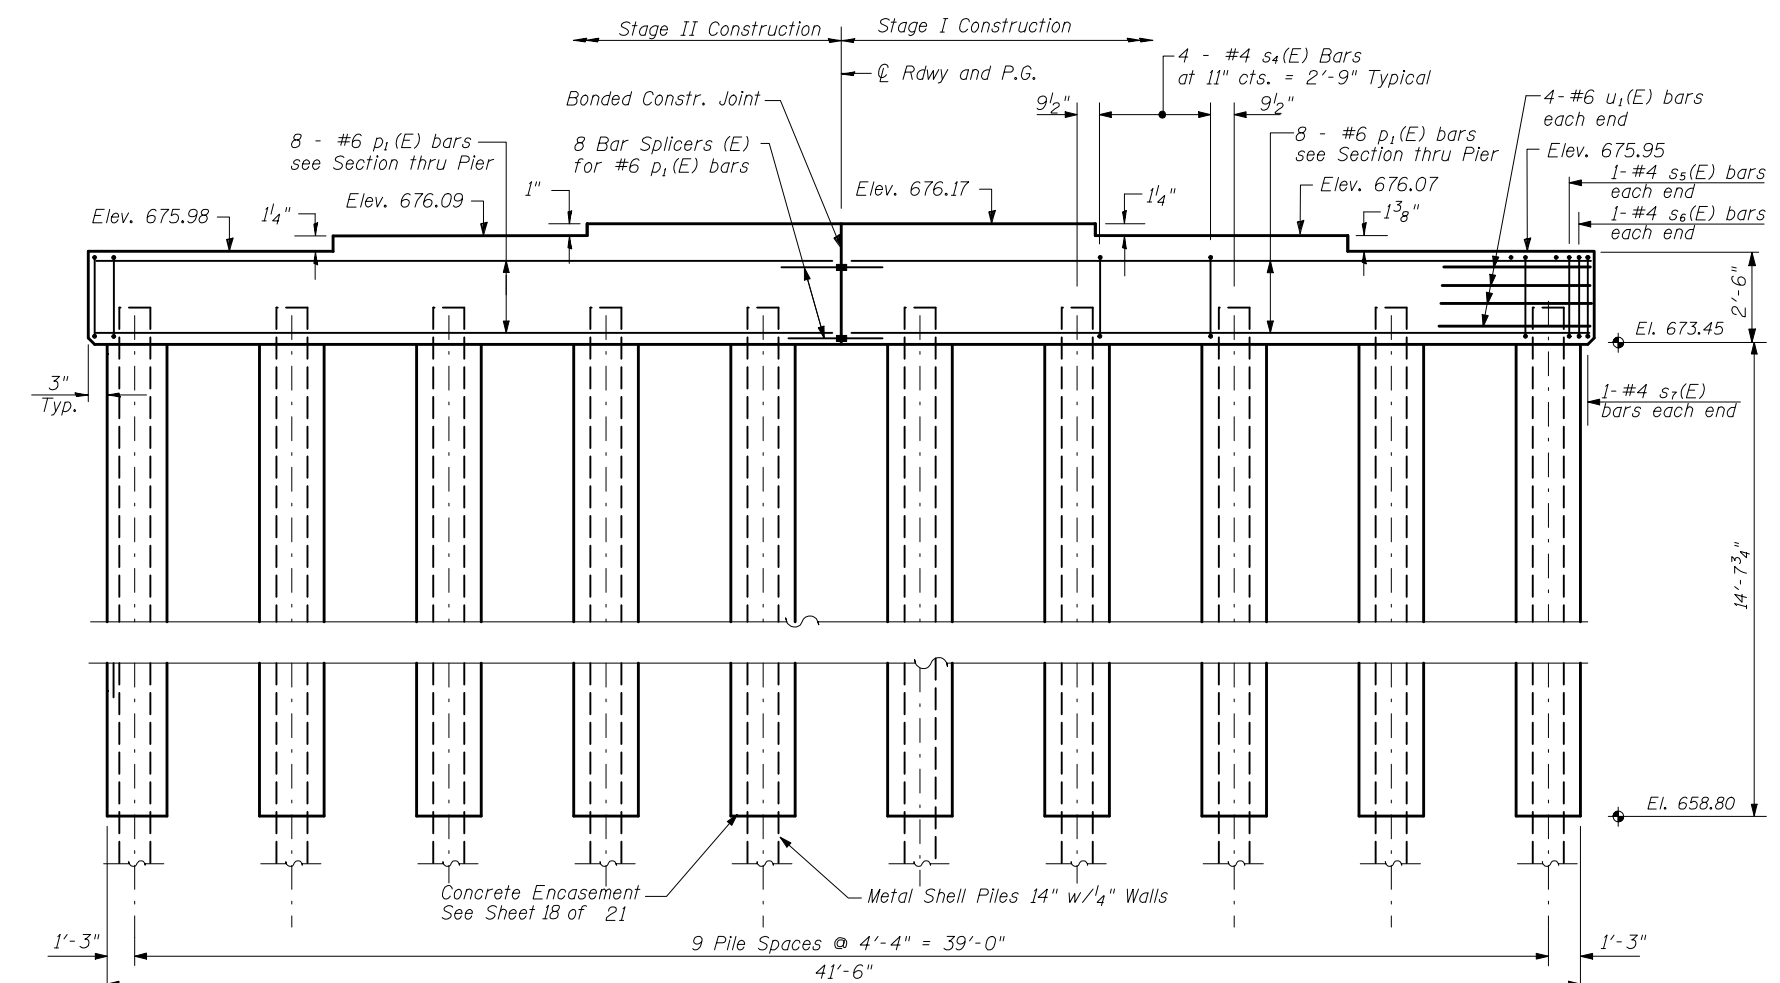 Stage II Construction
Stage I Construction
℄ Rdwy and P.G.
4 - #4 s₄(E) Bars
at 11" cts. = 2'-9" Typical
Bonded Constr. Joint
9½"
9½"
4-#6 u₁(E) bars
each end
8 - #6 p₁(E) bars
see Section thru Pier
8 Bar Splicers (E)
for #6 p₁(E) bars
8 - #6 p₁(E) bars
see Section thru Pier
Elev. 675.95
1-#4 s₅(E) bars
each end
1"
Elev. 676.17
1¼"
Elev. 676.07
Elev. 675.98
1¼"
Elev. 676.09
1⅜"
1-#4 s₆(E) bars
each end
2'-6"
El. 673.45
3"
Typ.
1-#4 s₇(E)
bars each end
14'-7¾"
El. 658.80
Concrete Encasement
See Sheet 18 of 21
Metal Shell Piles 14" w/¼" Walls
1'-3"
9 Pile Spaces @ 4'-4" = 39'-0"
1'-3"
41'-6"